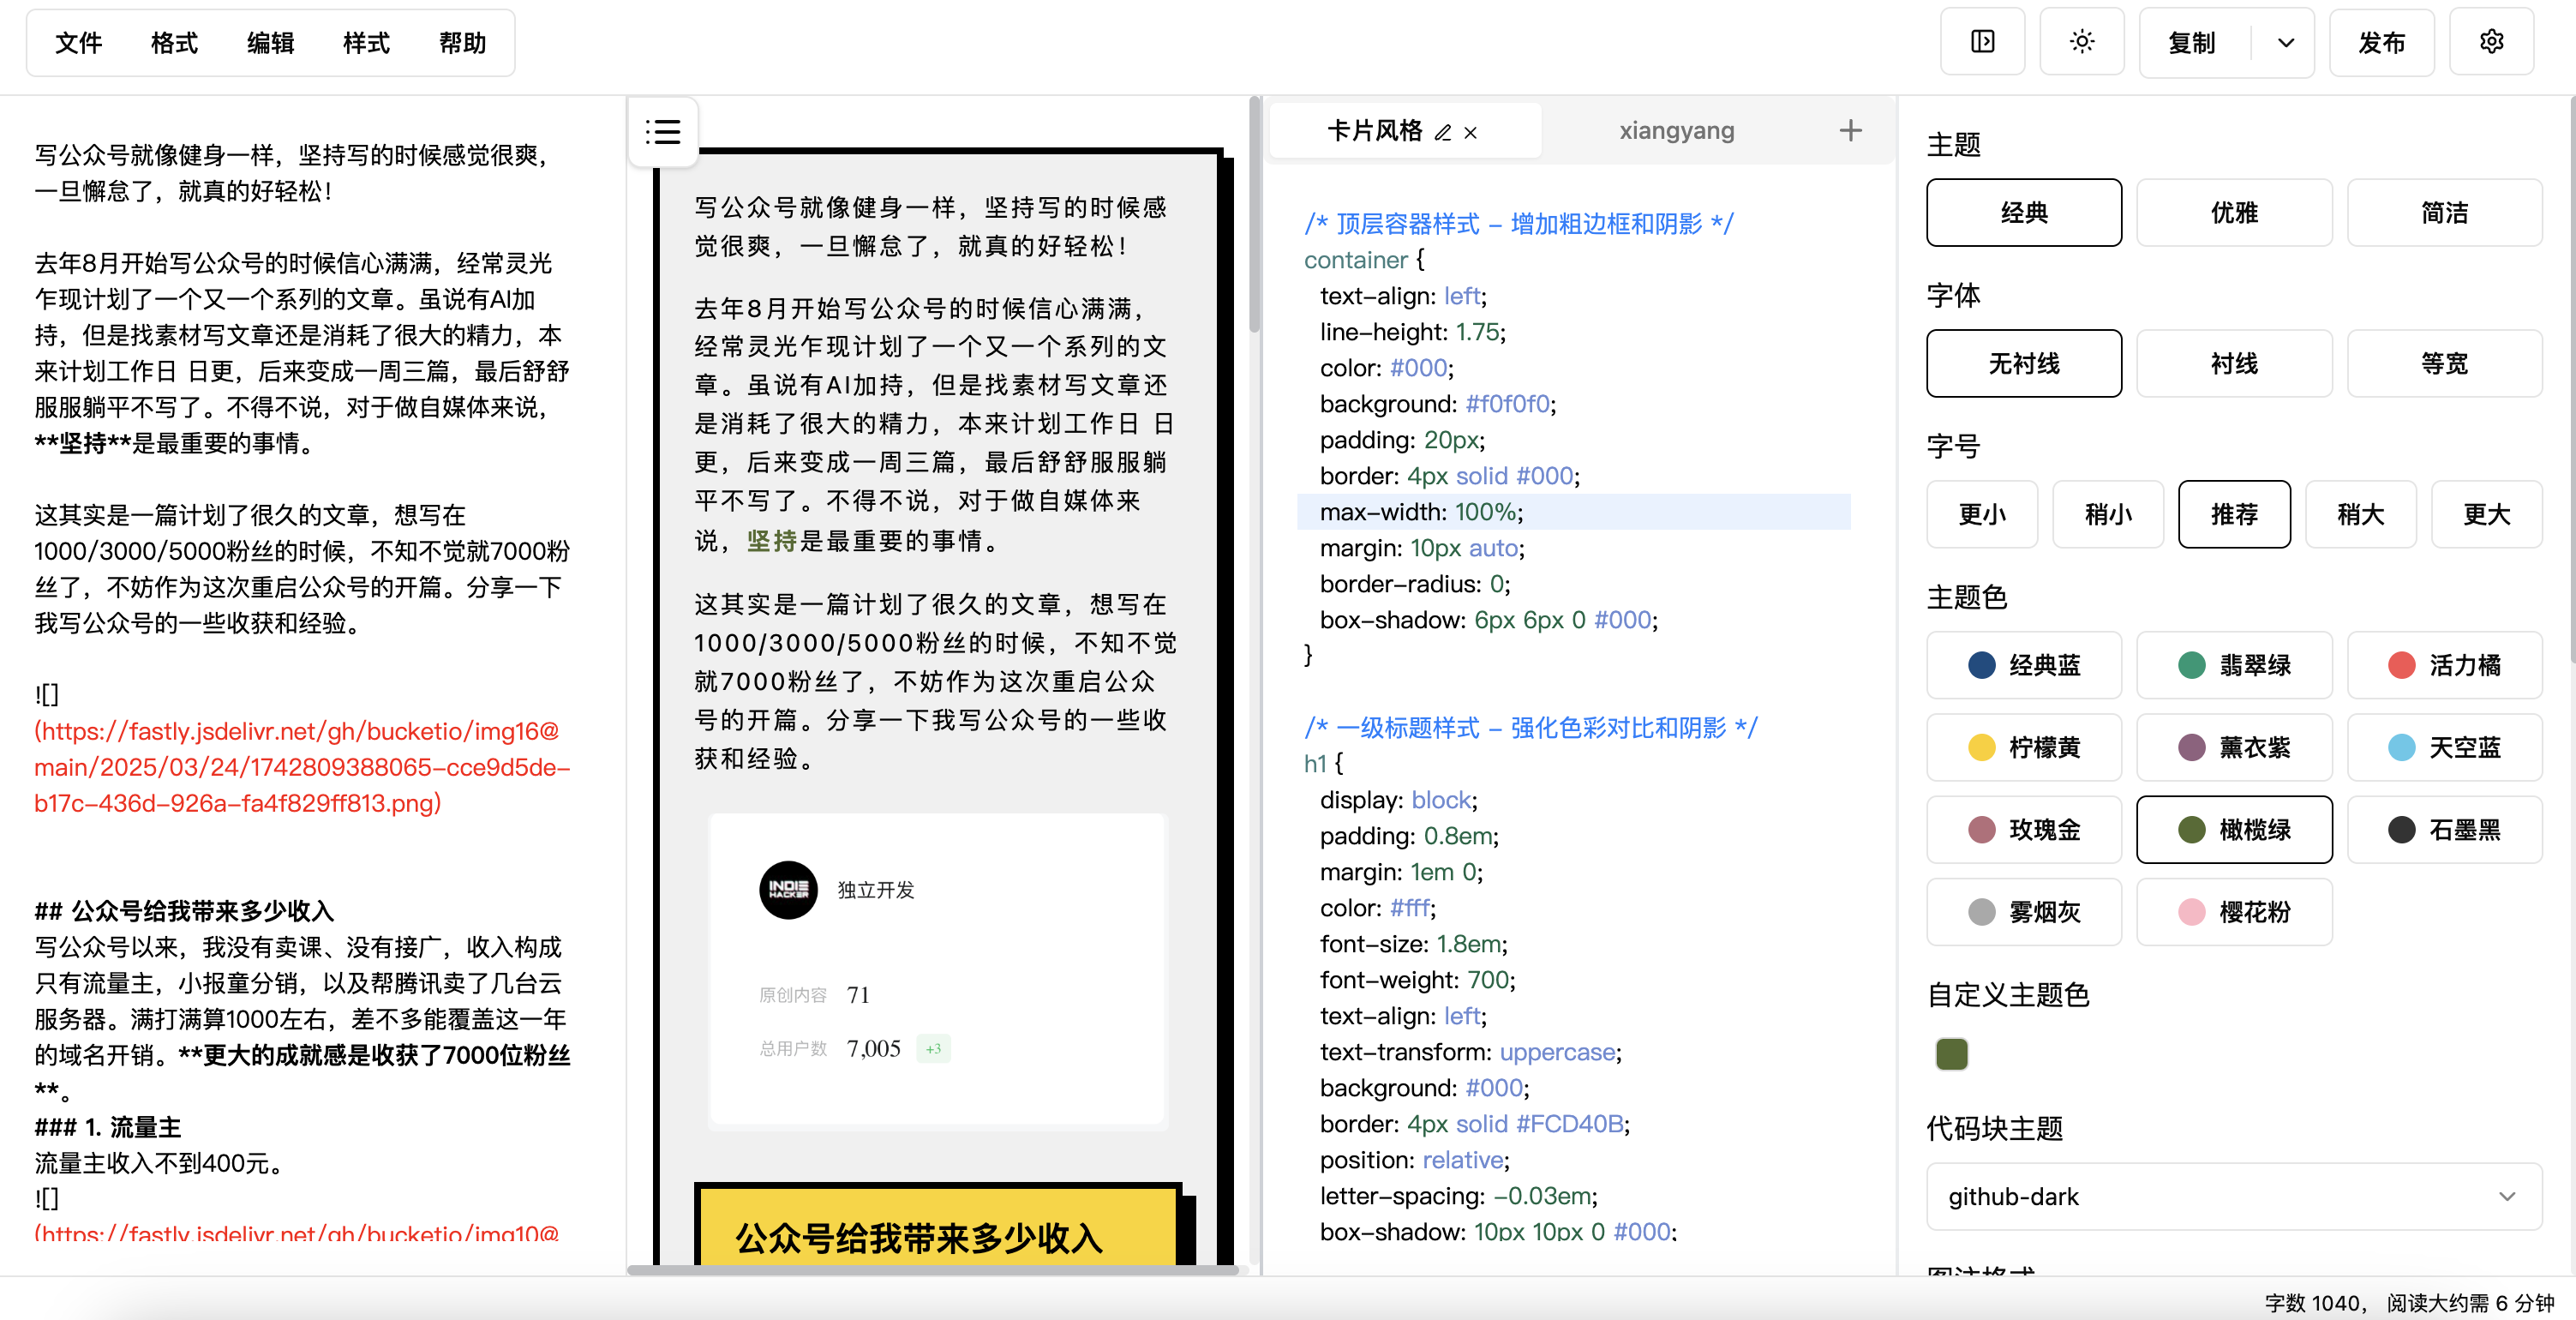 文件 格式 编辑 样式 帮助
复制 发布
写公众号就像健身一样，坚持写的时候感觉很爽，
一旦懈怠了，就真的好轻松！
去年8月开始写公众号的时候信心满满，经常灵光
乍现计划了一个又一个系列的文章。虽说有AI加
持，但是找素材写文章还是消耗了很大的精力，本
来计划工作日 日更，后来变成一周三篇，最后舒舒
服服躺平不写了。不得不说，对于做自媒体来说，
**坚持**是最重要的事情。
这其实是一篇计划了很久的文章，想写在
1000/3000/5000粉丝的时候，不知不觉就7000粉
丝了，不妨作为这次重启公众号的开篇。分享一下
我写公众号的一些收获和经验。
![]
(https://fastly.jsdelivr.net/gh/bucketio/img16@
main/2025/03/24/1742809388065-cce9d5de-
b17c-436d-926a-fa4f829ff813.png)
## 公众号给我带来多少收入
写公众号以来，我没有卖课、没有接广，收入构成
只有流量主，小报童分销，以及帮腾讯卖了几台云
服务器。满打满算1000左右，差不多能覆盖这一年
的域名开销。**更大的成就感是收获了7000位粉丝
**。
### 1. 流量主
流量主收入不到400元。
![]
(https://fastly.jsdelivr.net/gh/bucketio/img10@
写公众号就像健身一样，坚持写的时候感
觉很爽，一旦懈怠了，就真的好轻松！
去年8月开始写公众号的时候信心满满，
经常灵光乍现计划了一个又一个系列的文
章。虽说有AI加持，但是找素材写文章还
是消耗了很大的精力，本来计划工作日 日
更，后来变成一周三篇，最后舒舒服服躺
平不写了。不得不说，对于做自媒体来
说，坚持是最重要的事情。
这其实是一篇计划了很久的文章，想写在
1000/3000/5000粉丝的时候，不知不觉
就7000粉丝了，不妨作为这次重启公众
号的开篇。分享一下我写公众号的一些收
获和经验。
INDIE
HACKER
独立开发
原创内容 71
总用户数 7,005 +3
公众号给我带来多少收入
卡片风格 xiangyang
/* 顶层容器样式 - 增加粗边框和阴影 */
container {
text-align: left;
line-height: 1.75;
color: #000;
background: #f0f0f0;
padding: 20px;
border: 4px solid #000;
max-width: 100%;
margin: 10px auto;
border-radius: 0;
box-shadow: 6px 6px 0 #000;
}
/* 一级标题样式 - 强化色彩对比和阴影 */
h1 {
display: block;
padding: 0.8em;
margin: 1em 0;
color: #fff;
font-size: 1.8em;
font-weight: 700;
text-align: left;
text-transform: uppercase;
background: #000;
border: 4px solid #FCD40B;
position: relative;
letter-spacing: -0.03em;
box-shadow: 10px 10px 0 #000;
主题
经典 优雅 简洁
字体
无衬线 衬线 等宽
字号
更小 稍小 推荐 稍大 更大
主题色
经典蓝 翡翠绿 活力橘
柠檬黄 薰衣紫 天空蓝
玫瑰金 橄榄绿 石墨黑
雾烟灰 樱花粉
自定义主题色
代码块主题
github-dark
图注格式
字数 1040， 阅读大约需 6 分钟